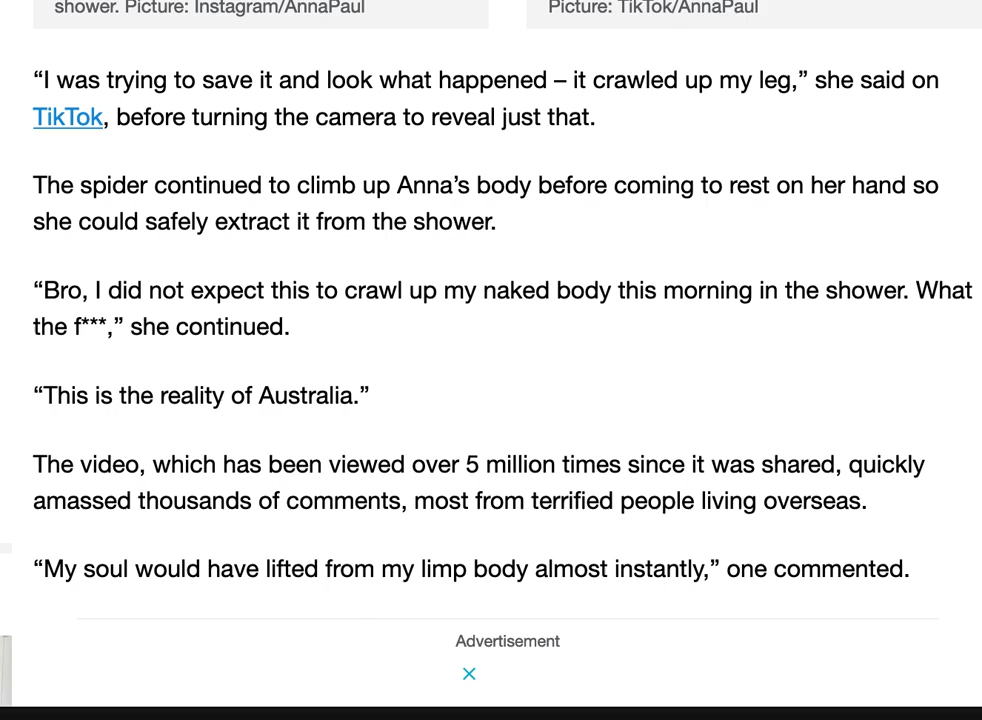 shower. Picture: Instagram/AnnaPaul
Picture: TikTok/AnnaPaul
“I was trying to save it and look what happened – it crawled up my leg,” she said on
TikTok, before turning the camera to reveal just that.
The spider continued to climb up Anna’s body before coming to rest on her hand so
she could safely extract it from the shower.
“Bro, I did not expect this to crawl up my naked body this morning in the shower. What
the f***,” she continued.
“This is the reality of Australia.”
The video, which has been viewed over 5 million times since it was shared, quickly
amassed thousands of comments, most from terrified people living overseas.
“My soul would have lifted from my limp body almost instantly,” one commented.
Advertisement